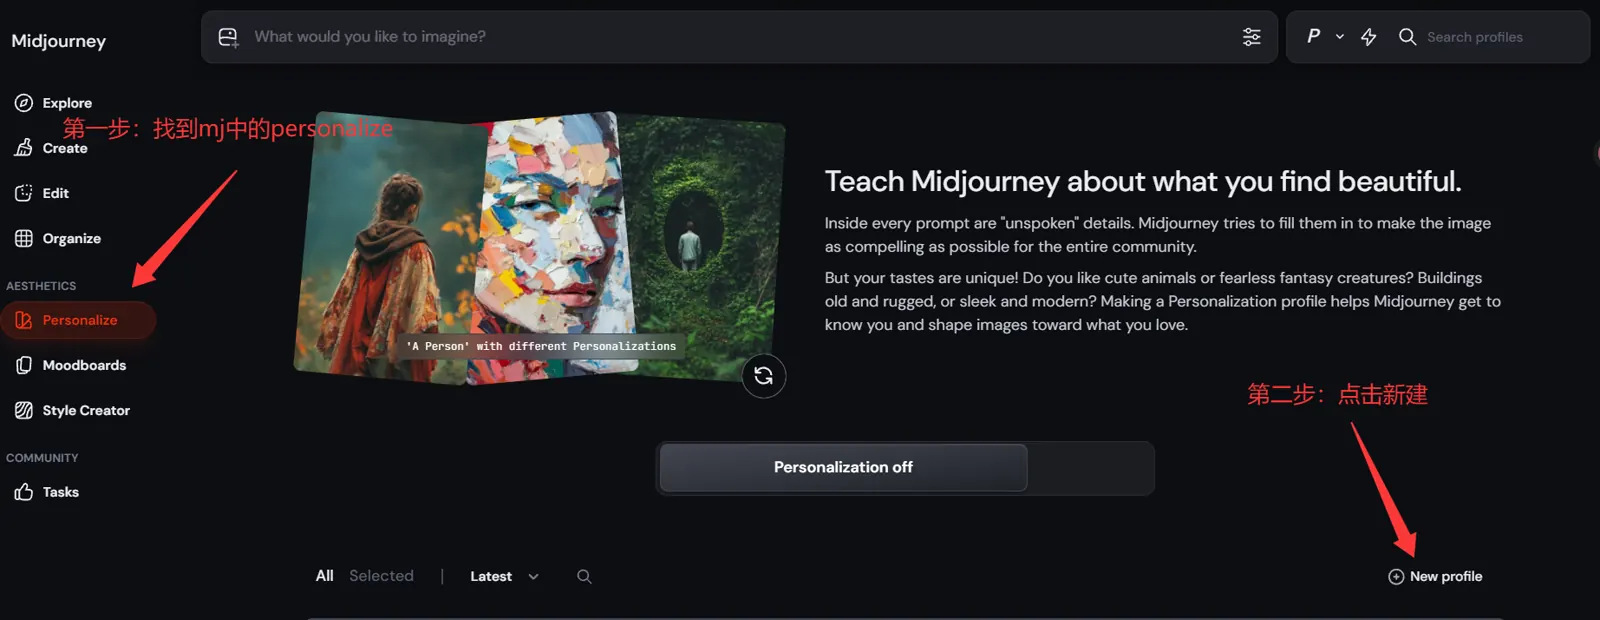 Midjourney
What would you like to imagine?
P
Search profiles
Explore
第一步：找到mj中的personalize
Create
Edit
Organize
AESTHETICS
Personalize
Moodboards
Style Creator
COMMUNITY
Tasks
'A Person' with different Personalizations
Teach Midjourney about what you find beautiful.
Inside every prompt are "unspoken" details. Midjourney tries to fill them in to make the image
as compelling as possible for the entire community.
But your tastes are unique! Do you like cute animals or fearless fantasy creatures? Buildings
old and rugged, or sleek and modern? Making a Personalization profile helps Midjourney get to
know you and shape images toward what you love.
第二步：点击新建
Personalization off
All Selected | Latest
New profile